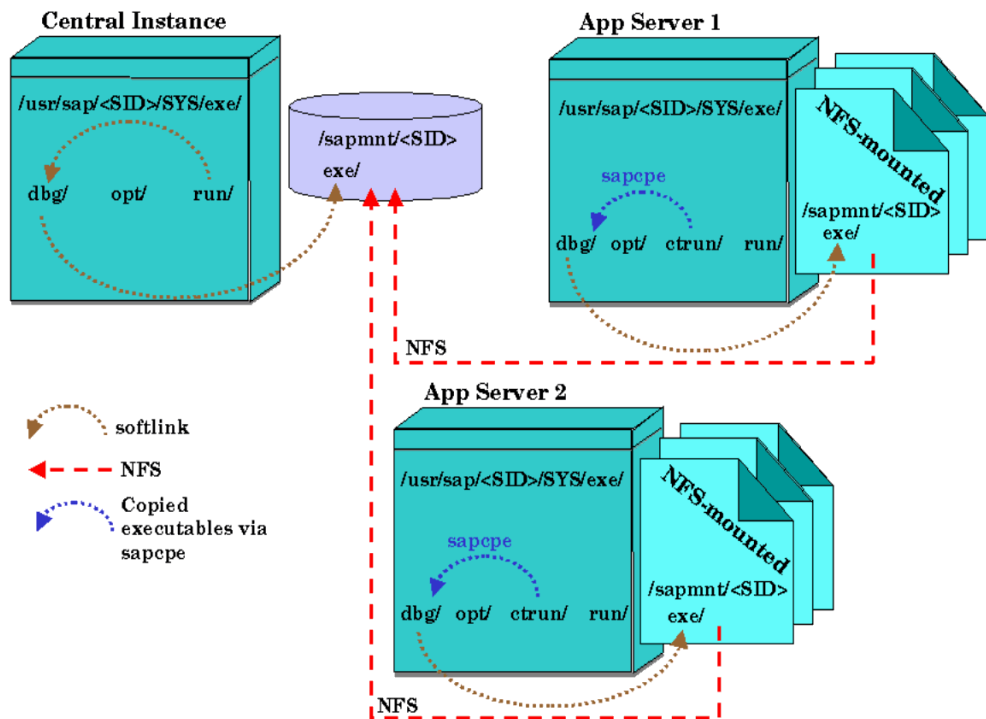 Central Instance
/usr/sap/<SID>/SYS/exe/
dbg/ opt/ run/
/sapmnt/<SID>
exe/
App Server 1
/usr/sap/<SID>/SYS/exe/
sapcpe
dbg/ opt/ ctrun/ run/
NFS-mounted
/sapmnt/<SID>
exe/
NFS
softlink
NFS
Copied
executables via
sapcpe
App Server 2
/usr/sap/<SID>/SYS/exe/
sapcpe
dbg/ opt/ ctrun/ run/
NFS-mounted
/sapmnt/<SID>
exe/
NFS